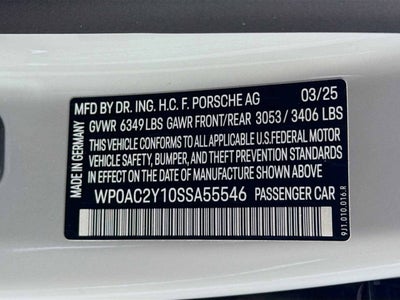 MFD BY DR. ING. H.C. F. PORSCHE AG 03/25
GVWR 6349 LBS GAWR FRONT/REAR 3053 / 3406 LBS
THIS VEHICLE CONFORMS TO ALL APPLICABLE U.S.FEDERAL MOTOR
VEHICLE SAFETY, BUMPER, AND THEFT PREVENTION STANDARDS
IN EFFECT ON THE DATE OF MANUFACTURE SHOWN ABOVE.
WP0AC2Y10SSA55546 PASSENGER CAR
MADE IN GERMANY
9J1.010.016.R